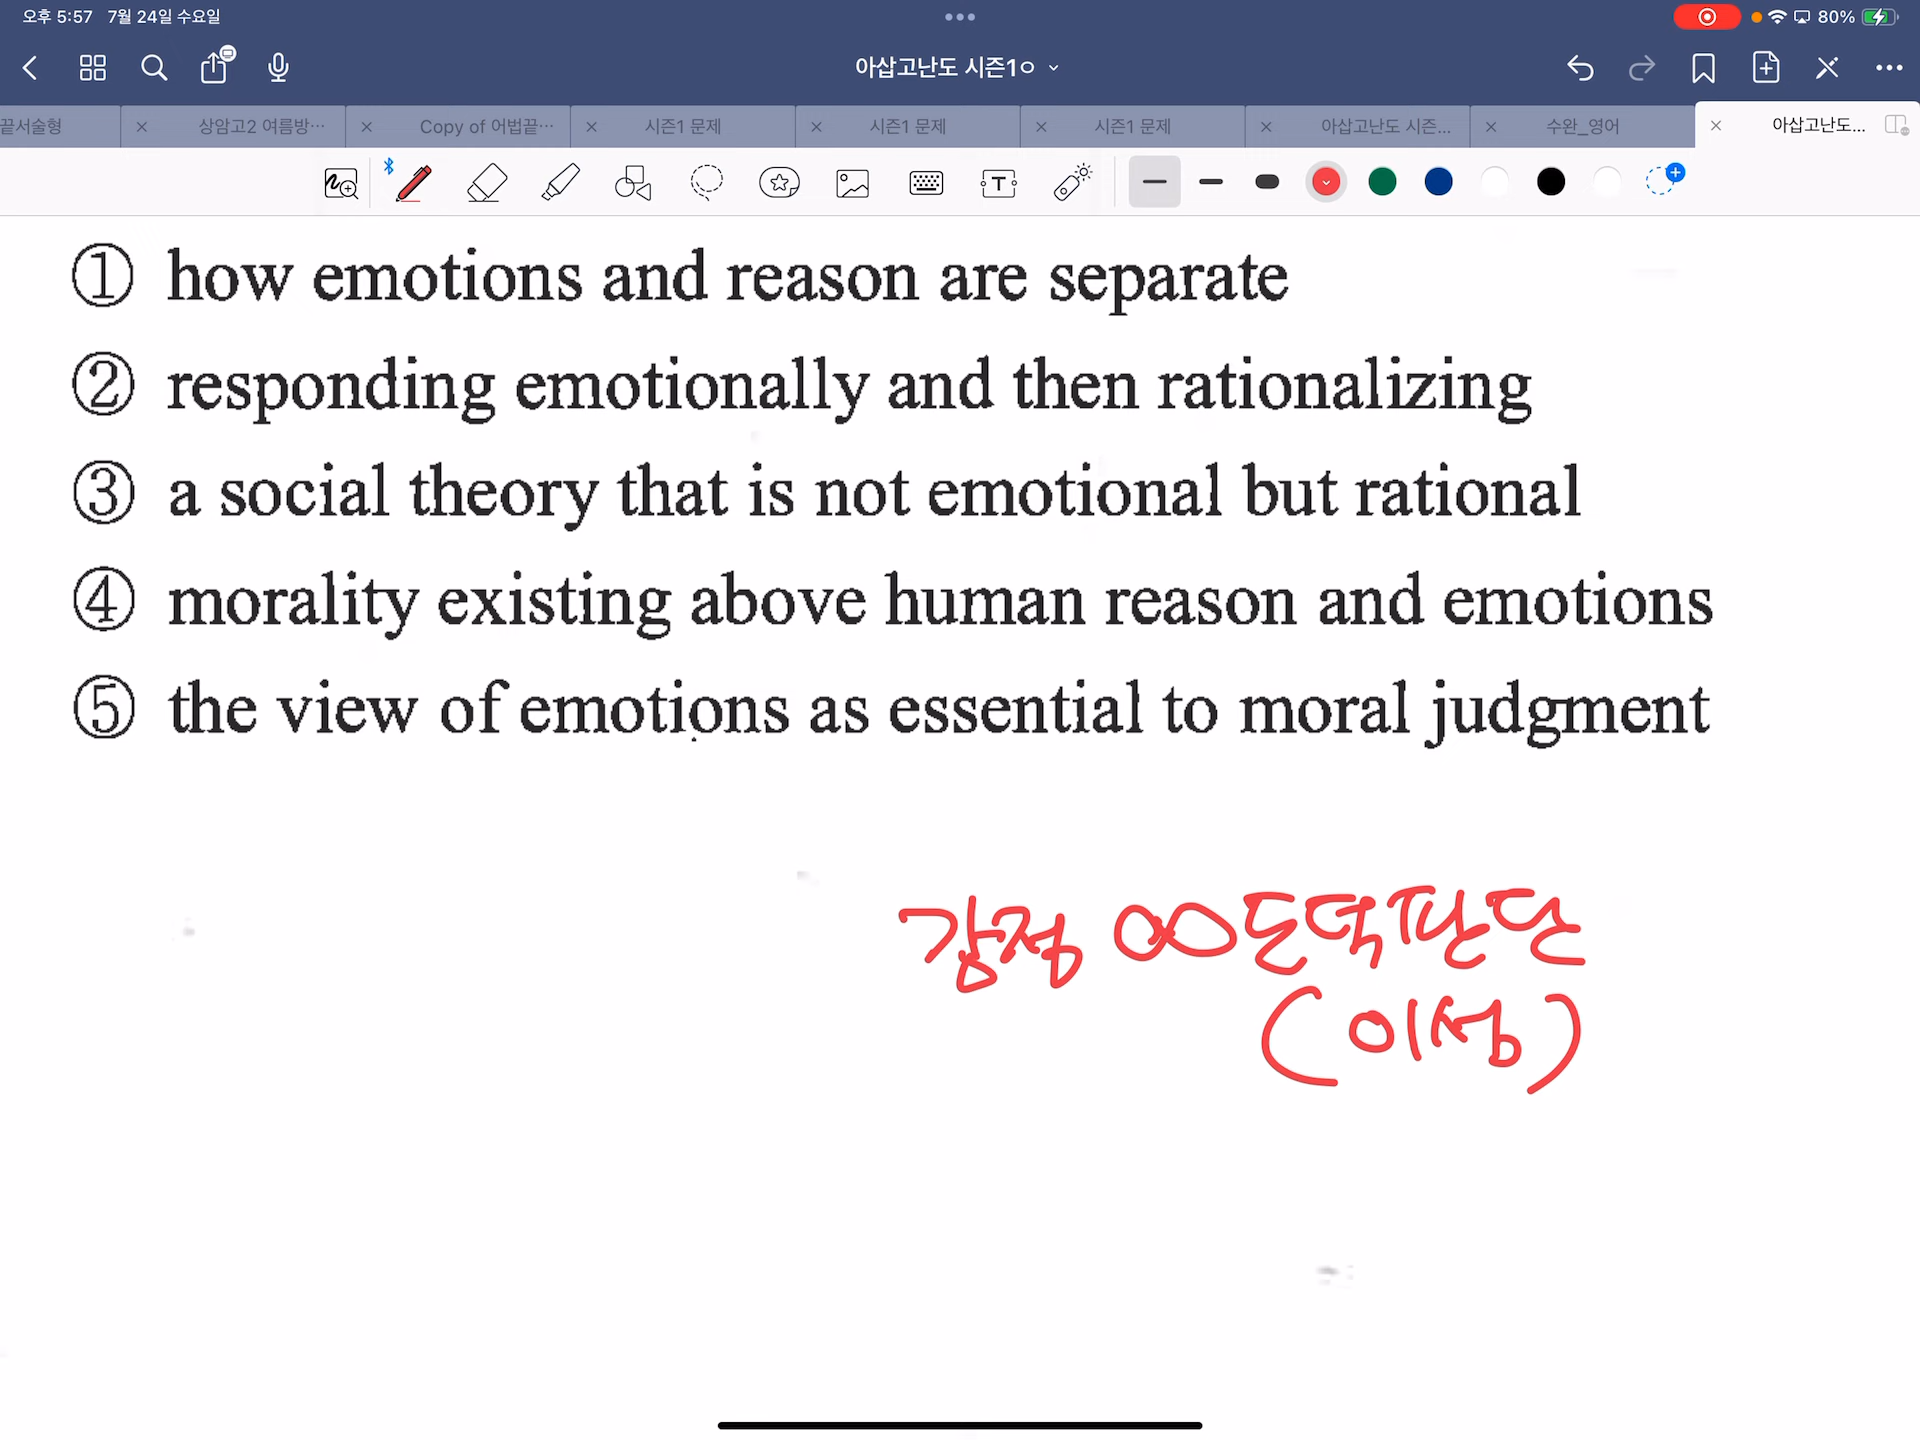 오후 5:57 7월 24일 수요일
80%
아삽고난도 시즌1ㅇ
끝서술형
상암고2 여름방…
Copy of 어법끝…
시즌1 문제
시즌1 문제
시즌1 문제
아삽고난도 시즌...
수완_영어
아삽고난도...
① how emotions and reason are separate
② responding emotionally and then rationalizing
③ a social theory that is not emotional but rational
④ morality existing above human reason and emotions
⑤ the view of emotions as essential to moral judgment
감정 ∞ 도덕판단
(이성)